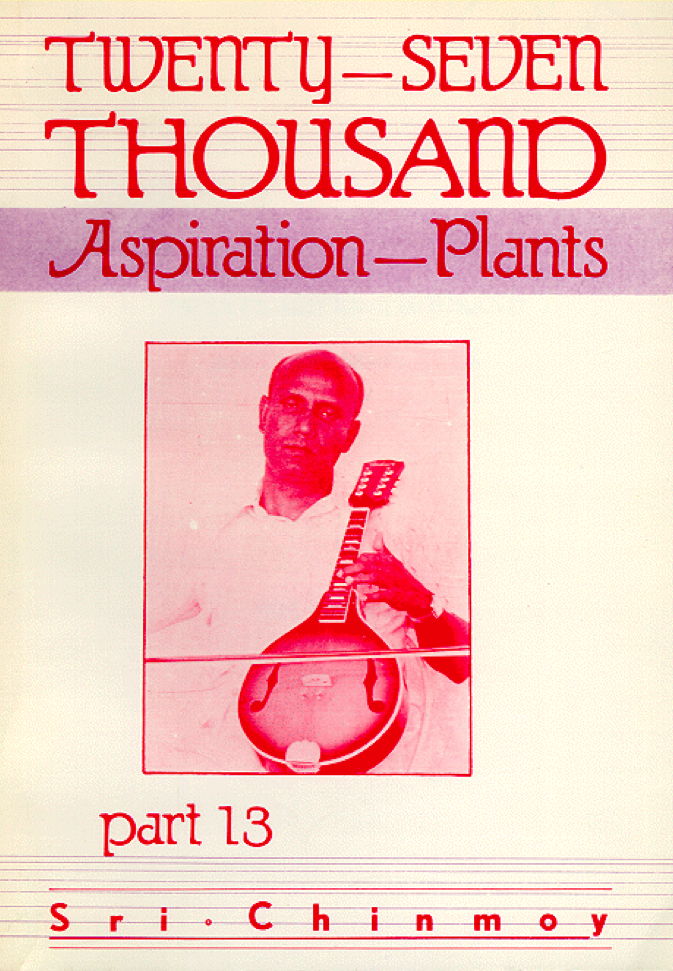 TWENTY-SEVEN
THOUSAND
Aspiration-Plants
part 13
Sri Chinmoy